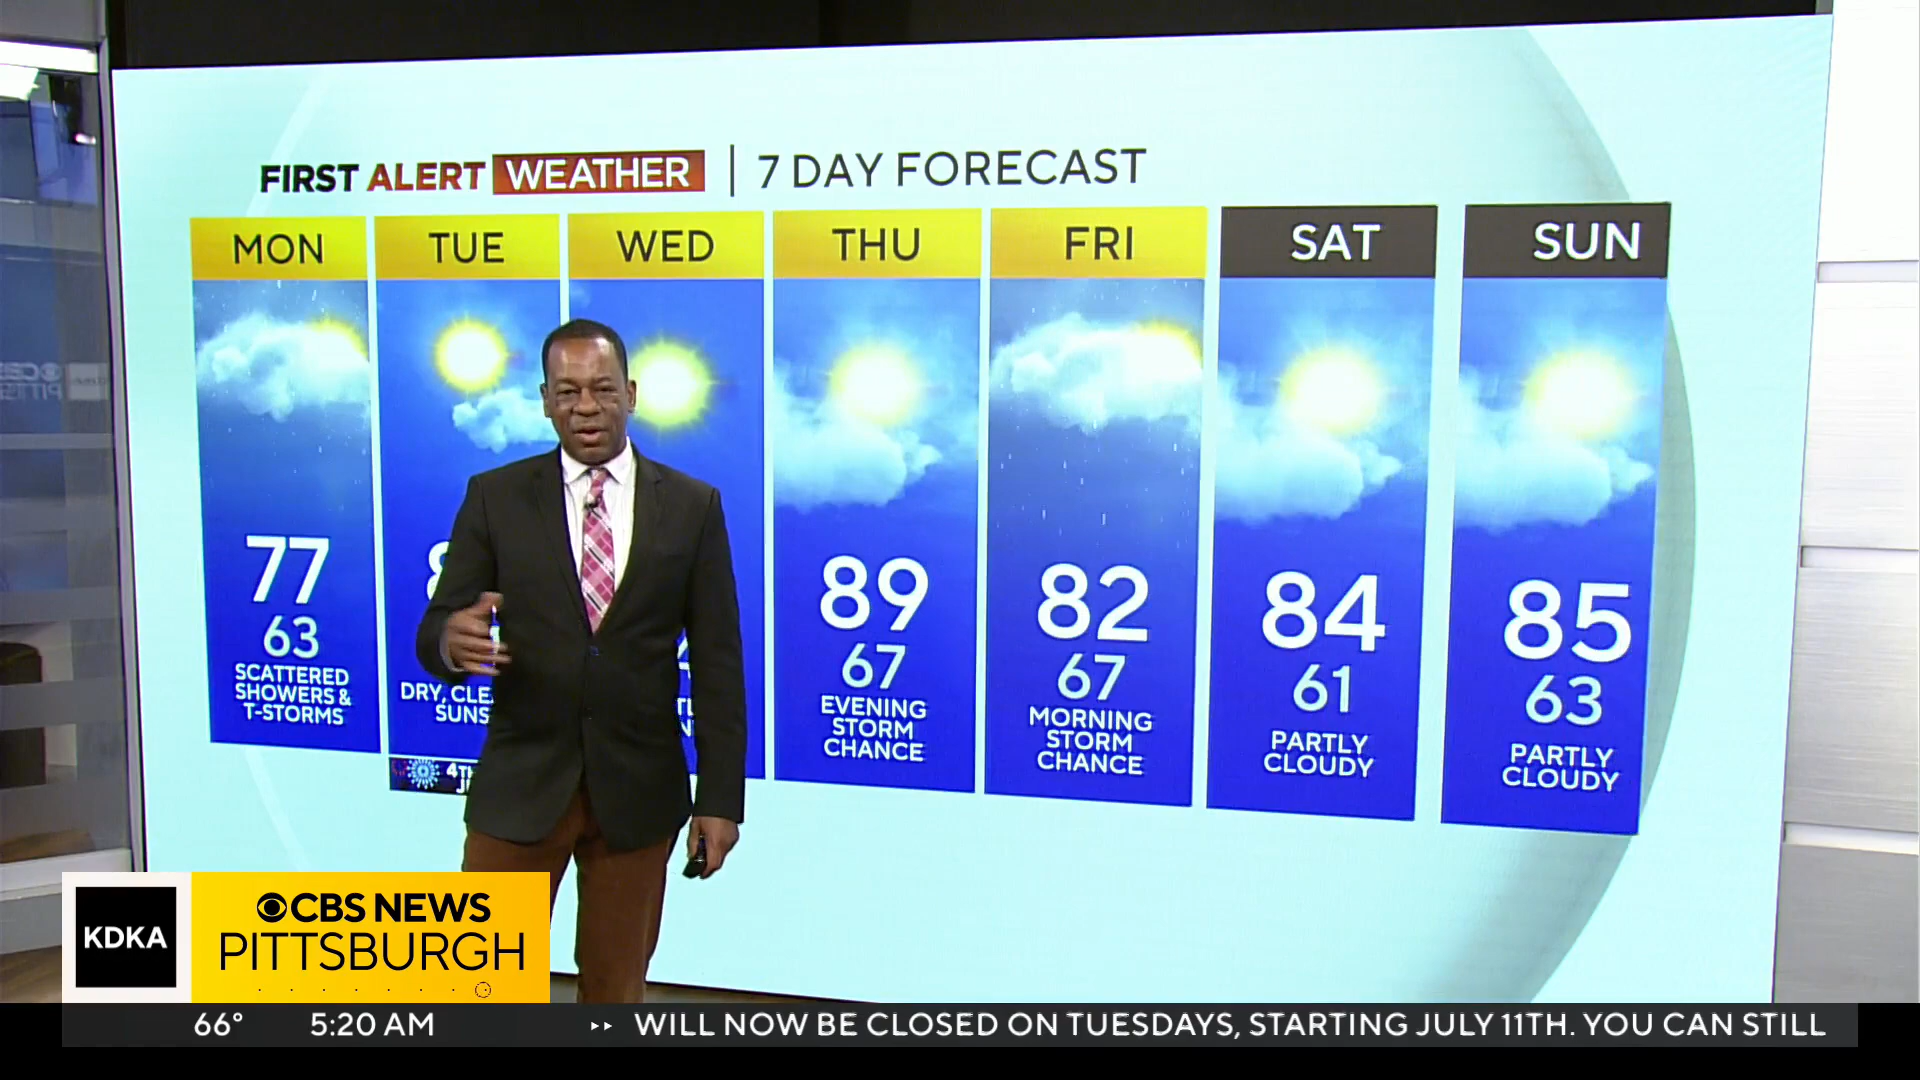 FIRST ALERT WEATHER | 7 DAY FORECAST
MON TUE WED THU FRI SAT SUN
77
63
SCATTERED
SHOWERS &
T-STORMS
DRY,
4TH
89
67
EVENING
STORM
CHANCE
82
67
MORNING
STORM
CHANCE
84
61
PARTLY
CLOUDY
85
63
PARTLY
CLOUDY
KDKA
CBS NEWS
PITTSBURGH
66° 5:20 AM WILL NOW BE CLOSED ON TUESDAYS, STARTING JULY 11TH. YOU CAN STILL